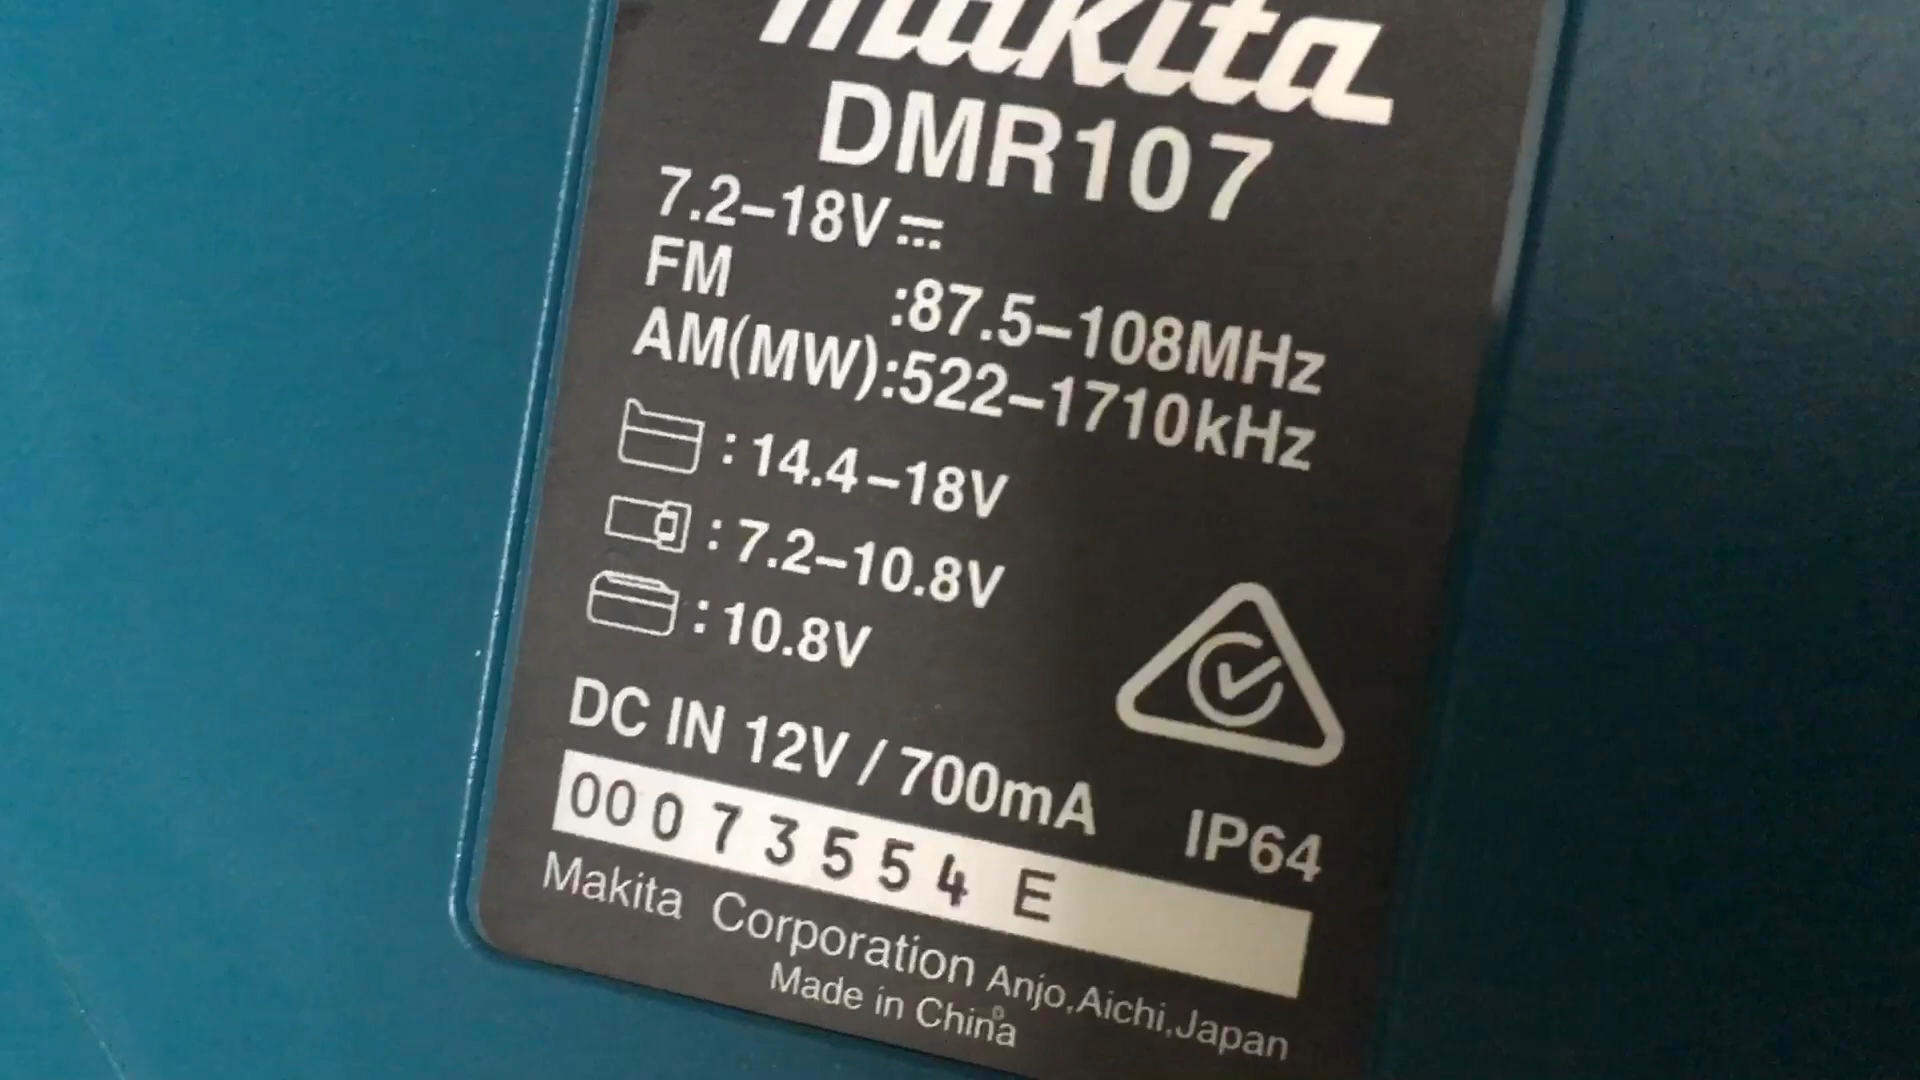 makita
DMR107
7.2–18V⎓
FM :87.5–108MHz
AM(MW):522–1710kHz
:14.4–18V
:7.2–10.8V
:10.8V
DC IN 12V / 700mA IP64
00073554 E
Makita Corporation Anjo,Aichi,Japan
Made in China